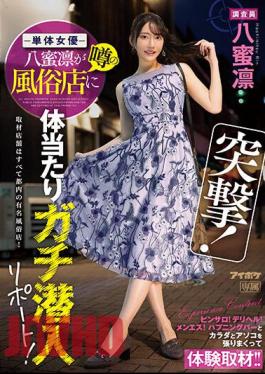 調査員
八蜜凛
―単体女優―
八蜜凛が噂の
風俗店に
体当たり
ガチ潜入
リポート!
取材店舗はすべて都内の有名風俗店…
突撃!
アイポケ
専属
ピンサロ!デリヘル!
メンエス!ハプニングバーと
カラダとアソコを
張りまくって
体験取材!!